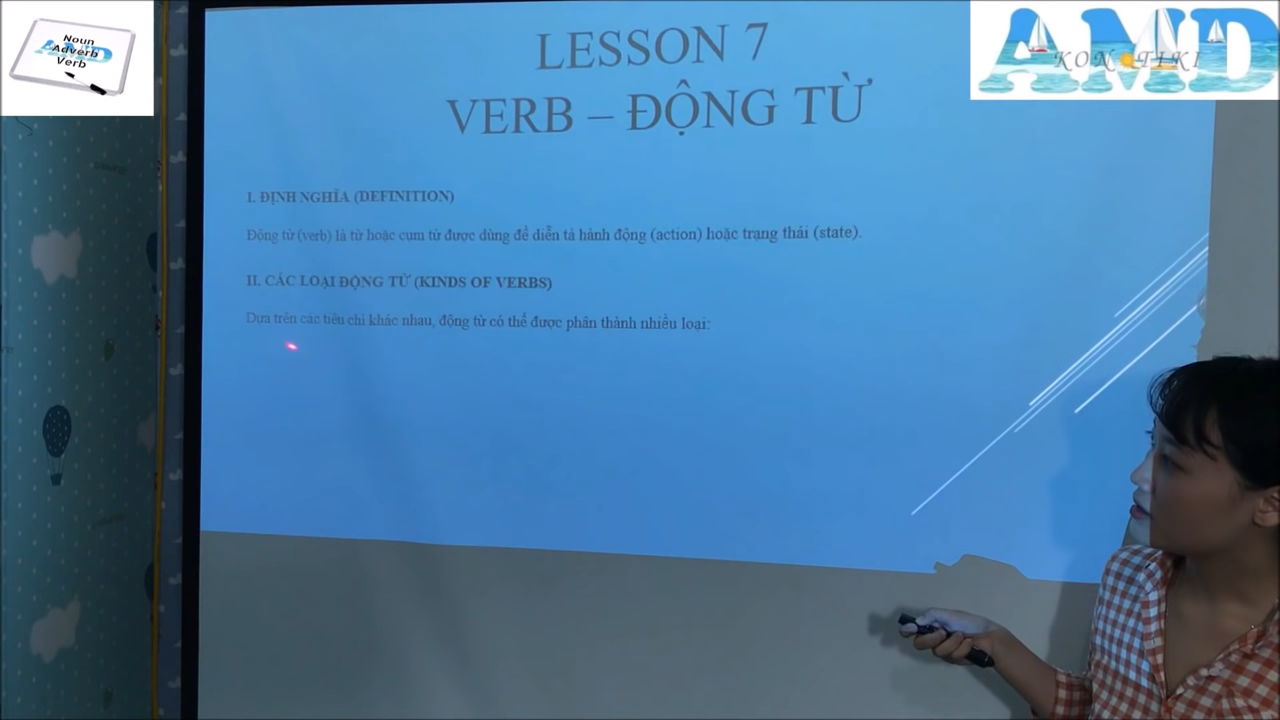 Noun
Adverb
Verb
AMD
AMD
KON TIKI
LESSON 7
VERB – ĐỘNG TỪ
I. ĐỊNH NGHĨA (DEFINITION)
Động từ (verb) là từ hoặc cụm từ được dùng để diễn tả hành động (action) hoặc trạng thái (state).
II. CÁC LOẠI ĐỘNG TỪ (KINDS OF VERBS)
Dựa trên các tiêu chí khác nhau, động từ có thể được phân thành nhiều loại: